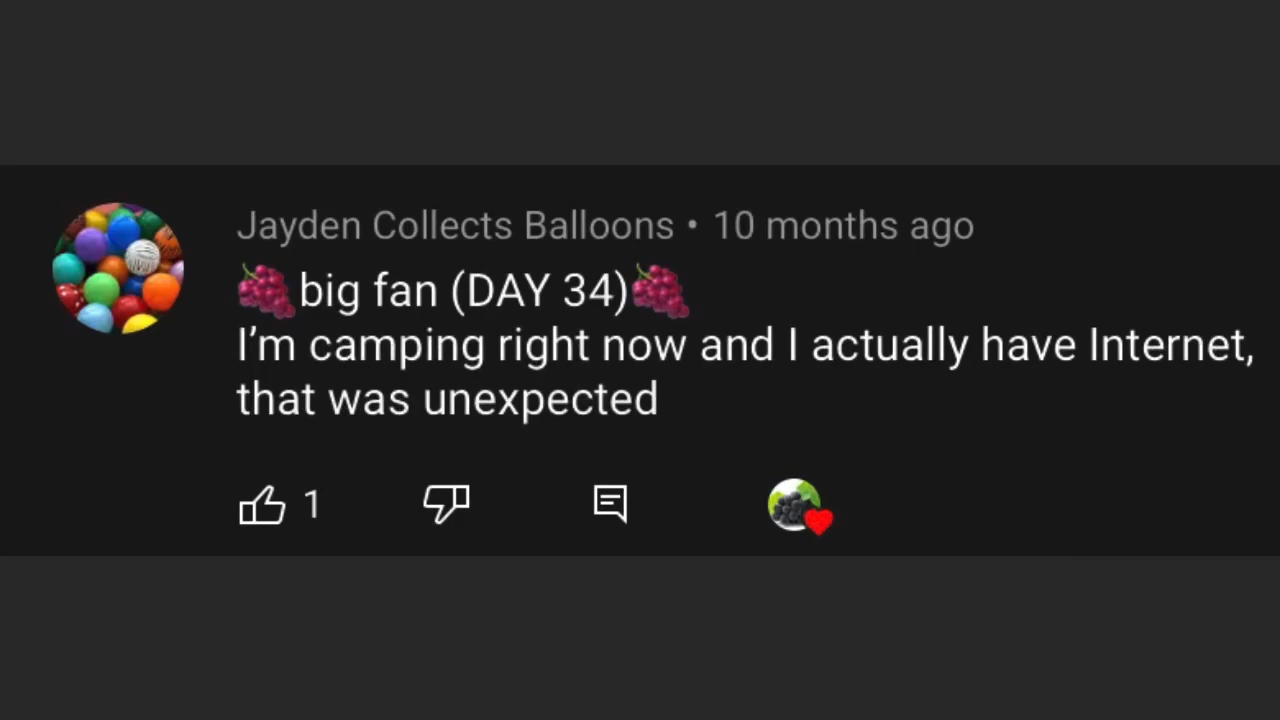 Jayden Collects Balloons • 10 months ago
🍇big fan (DAY 34)🍇
I’m camping right now and I actually have Internet,
that was unexpected
1